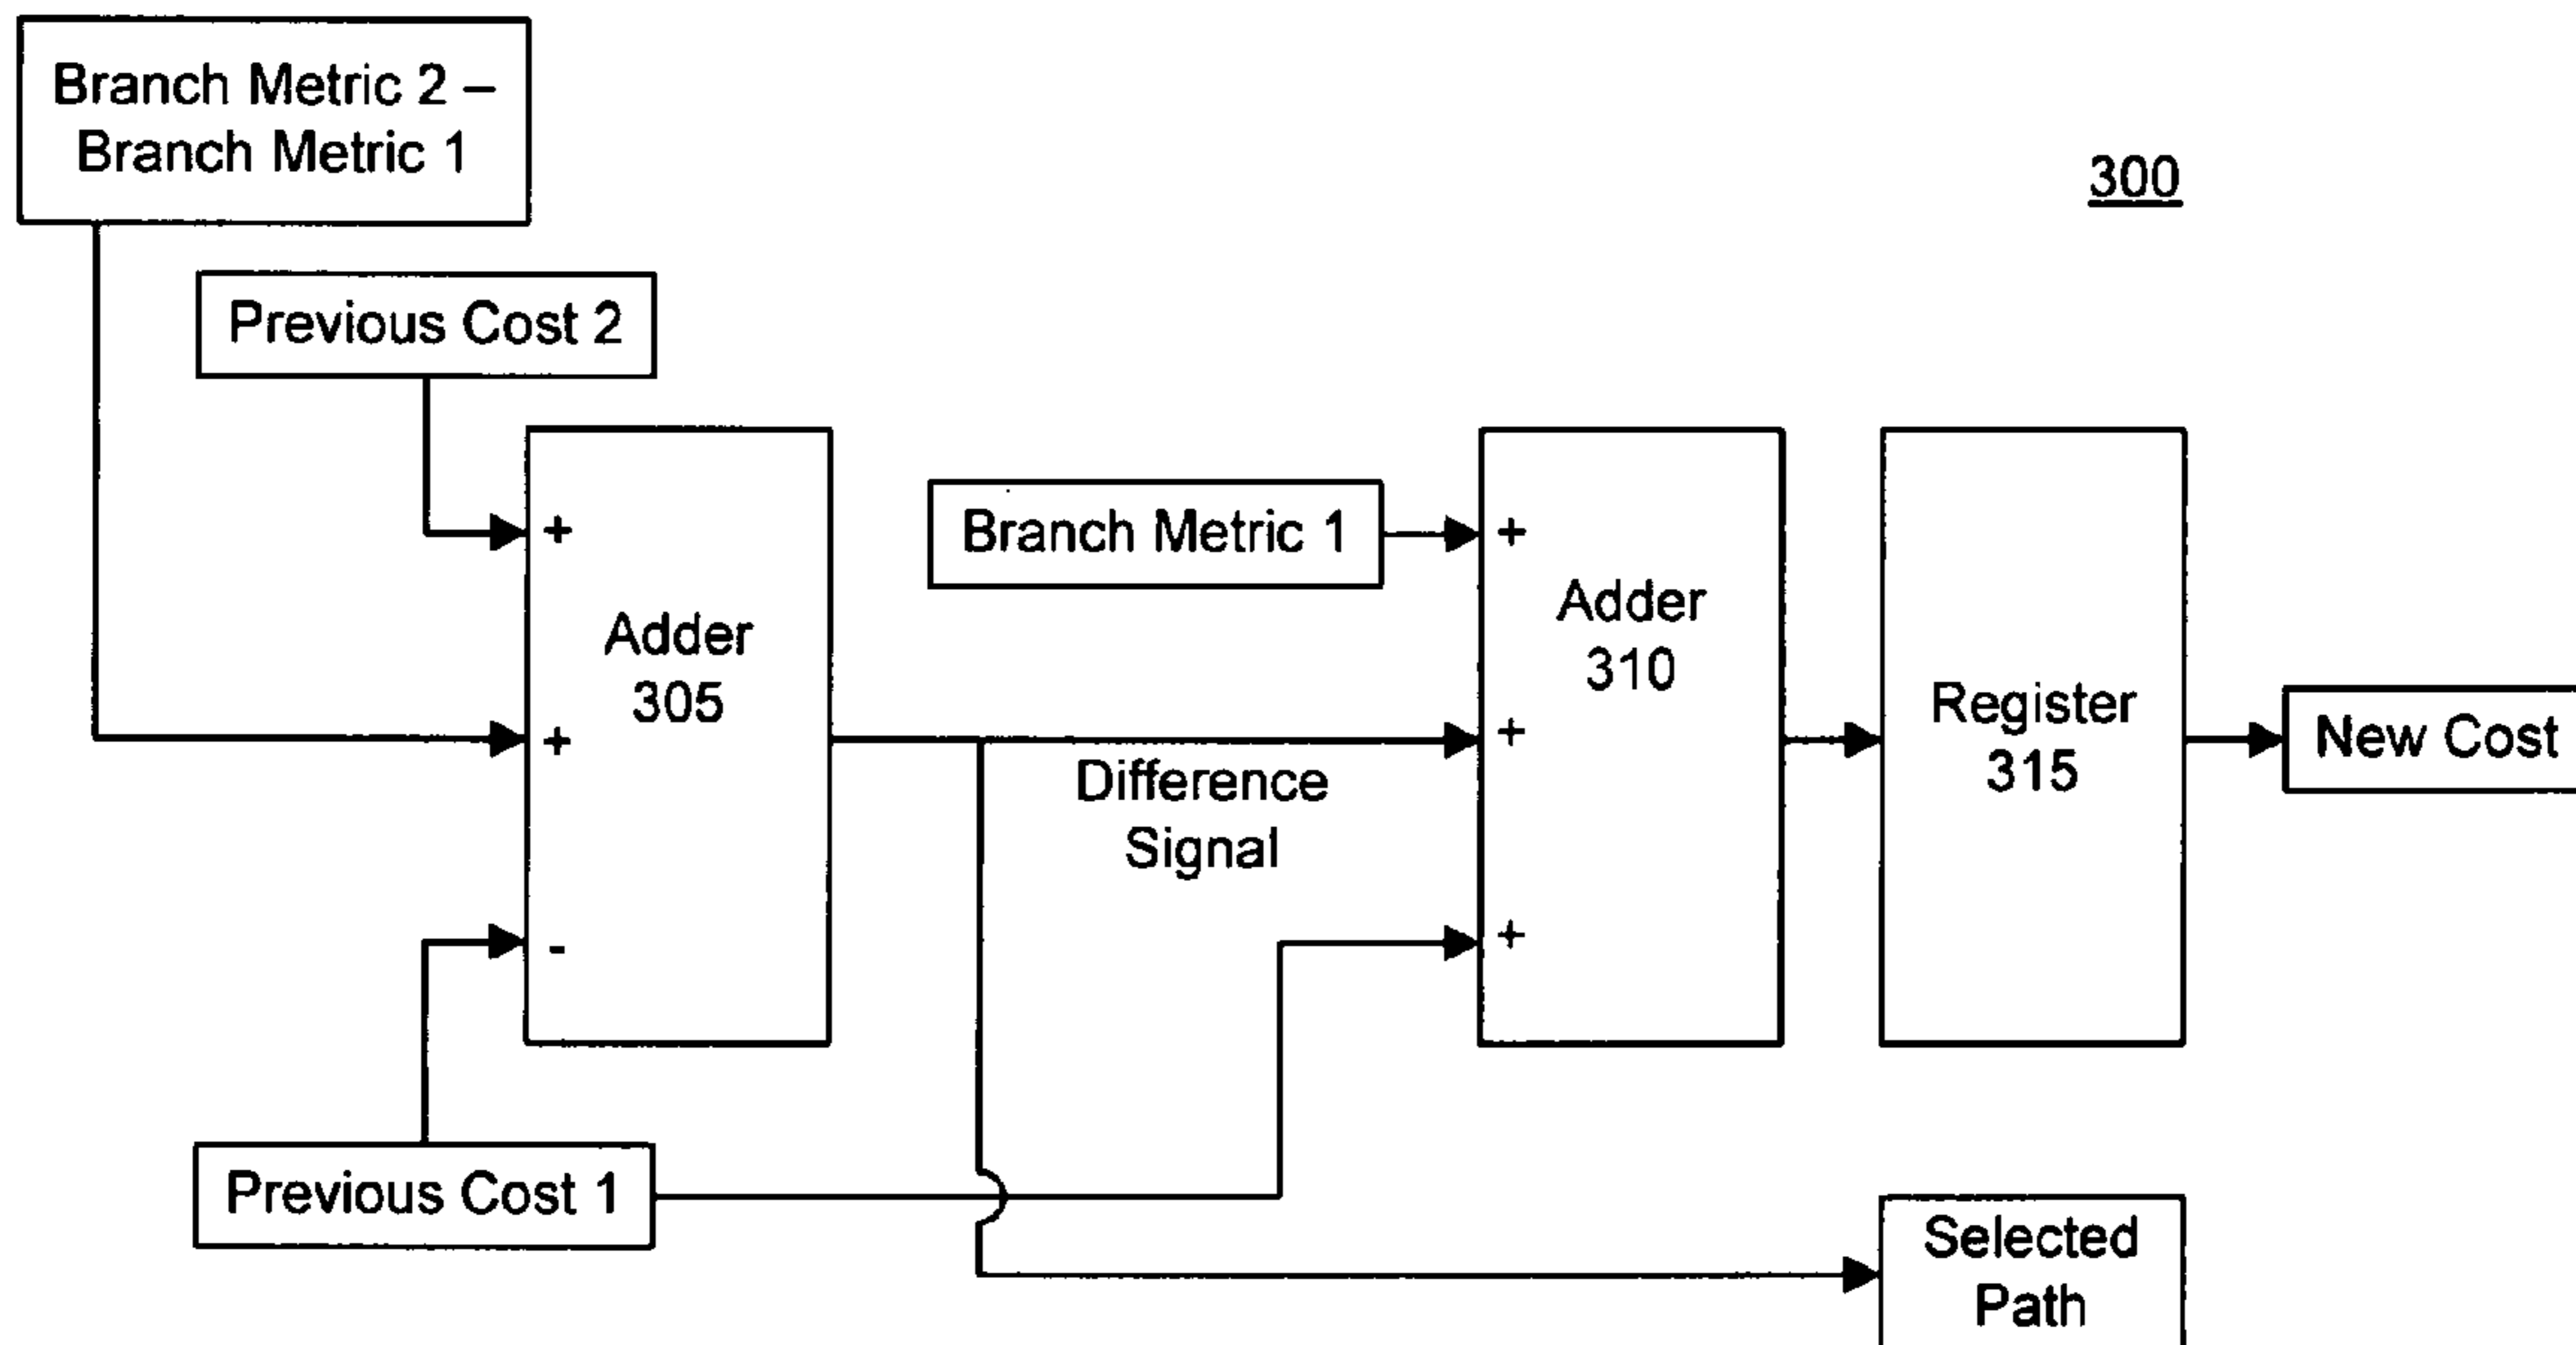 Branch Metric 2 –
Branch Metric 1
300
Previous Cost 2
+
+
-
Adder
305
Branch Metric 1
Difference
Signal
+
+
+
Adder
310
Register
315
New Cost
Previous Cost 1
Selected
Path